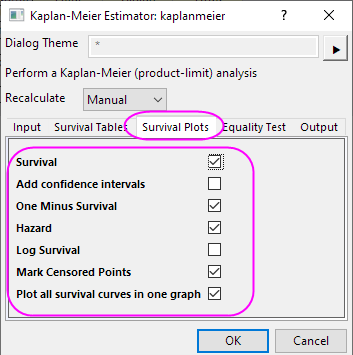 Kaplan-Meier Estimator: kaplanmeier
Dialog Theme *
Perform a Kaplan-Meier (product-limit) analysis
Recalculate Manual
Input Survival Tables Survival Plots Equality Test Output
Survival
Add confidence intervals
One Minus Survival
Hazard
Log Survival
Mark Censored Points
Plot all survival curves in one graph
OK Cancel